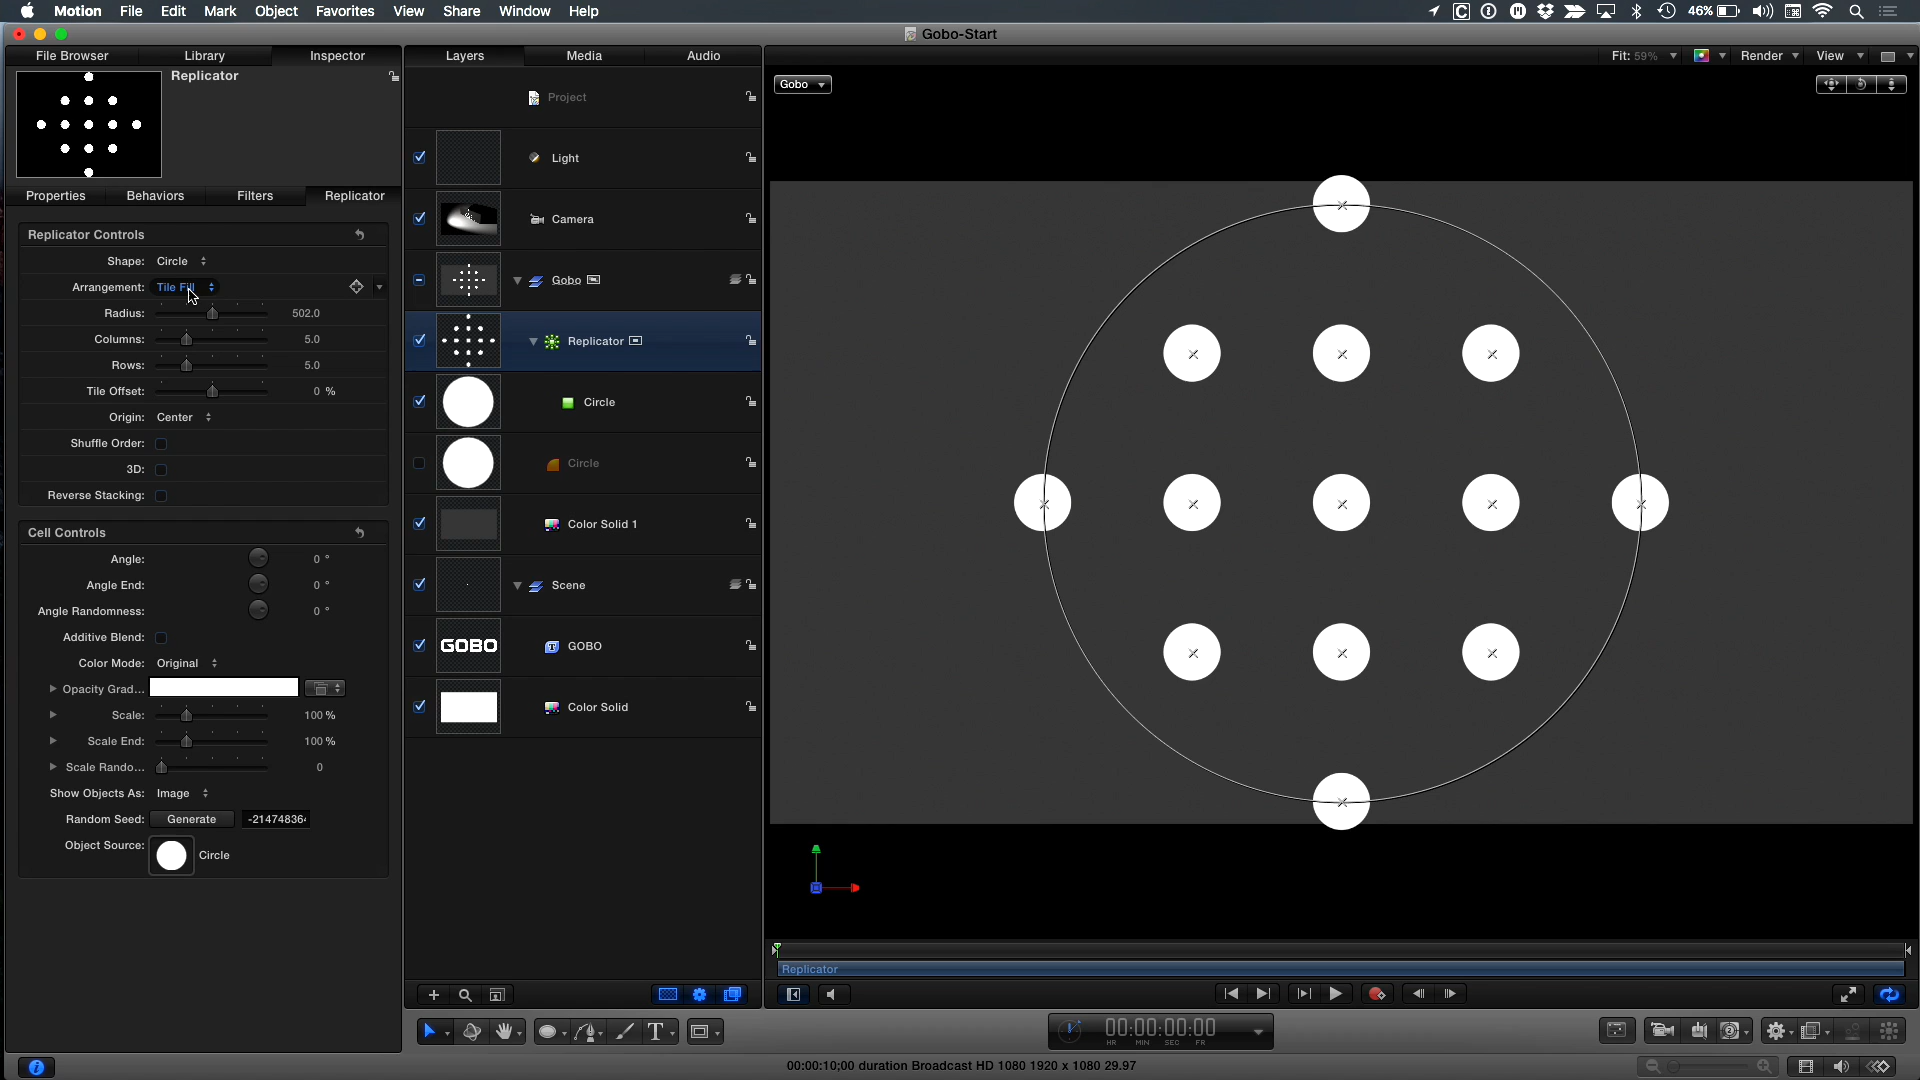 Motion File Edit Mark Object Favorites View Share Window Help 46%
Gobo-Start
File Browser Library Inspector Layers Media Audio Fit: 59% Render View
Replicator
Gobo
Project
Light
Camera
Gobo
Replicator
Circle
Circle
Color Solid 1
Scene
GOBO GOBO
Color Solid
Properties Behaviors Filters Replicator
Replicator Controls
Shape: Circle
Arrangement: Tile Fill
Radius: 502.0
Columns: 5.0
Rows: 5.0
Tile Offset: 0 %
Origin: Center
Shuffle Order:
3D:
Reverse Stacking:
Cell Controls
Angle: 0 °
Angle End: 0 °
Angle Randomness: 0 °
Additive Blend:
Color Mode: Original
Opacity Grad...
Scale: 100 %
Scale End: 100 %
Scale Rando... 0
Show Objects As: Image
Random Seed: Generate -21474836
Object Source: Circle
Replicator
00:00:00:00
HR MIN SEC FR
00:00:10;00 duration Broadcast HD 1080 1920 x 1080 29.97